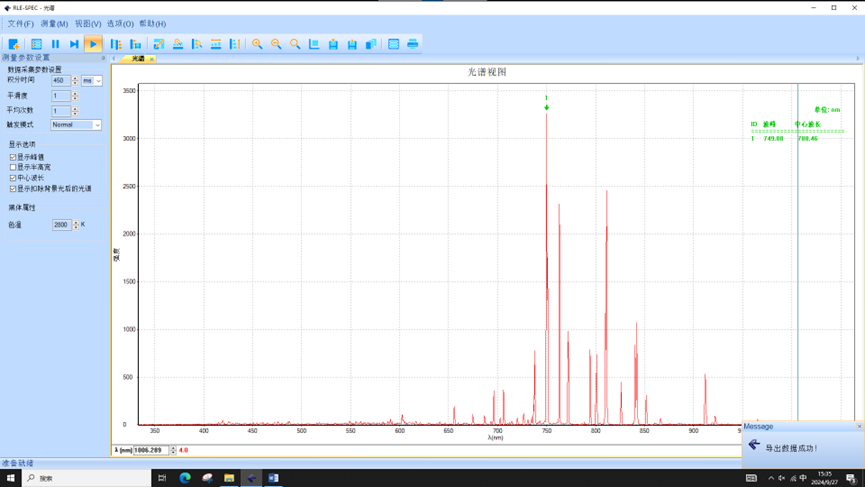 RLE-SPEC - 光谱
文件(F) 测量(M) 视图(V) 选项(O) 帮助(H)
测量参数设置
光谱
数据采集参数设置
积分时间 450 ms
平滑度 1
平均次数 1
触发模式 Normal
显示选项
显示峰值
显示半高宽
中心波长
显示扣除背景光后的光谱
黑体属性
色温 2800 K
光谱视图
3500
3000
2500
2000
1500
1000
500
0
强度
350 400 450 500 550 600 650 700 750 800 850 900
λ(nm)
1
单位: nm
ID 波峰 中心波长
1 749.08 788.45
λ [nm] 1006.289 4.0
Message
导出数据成功!
准备就绪
搜索
中
15:35
2024/9/27